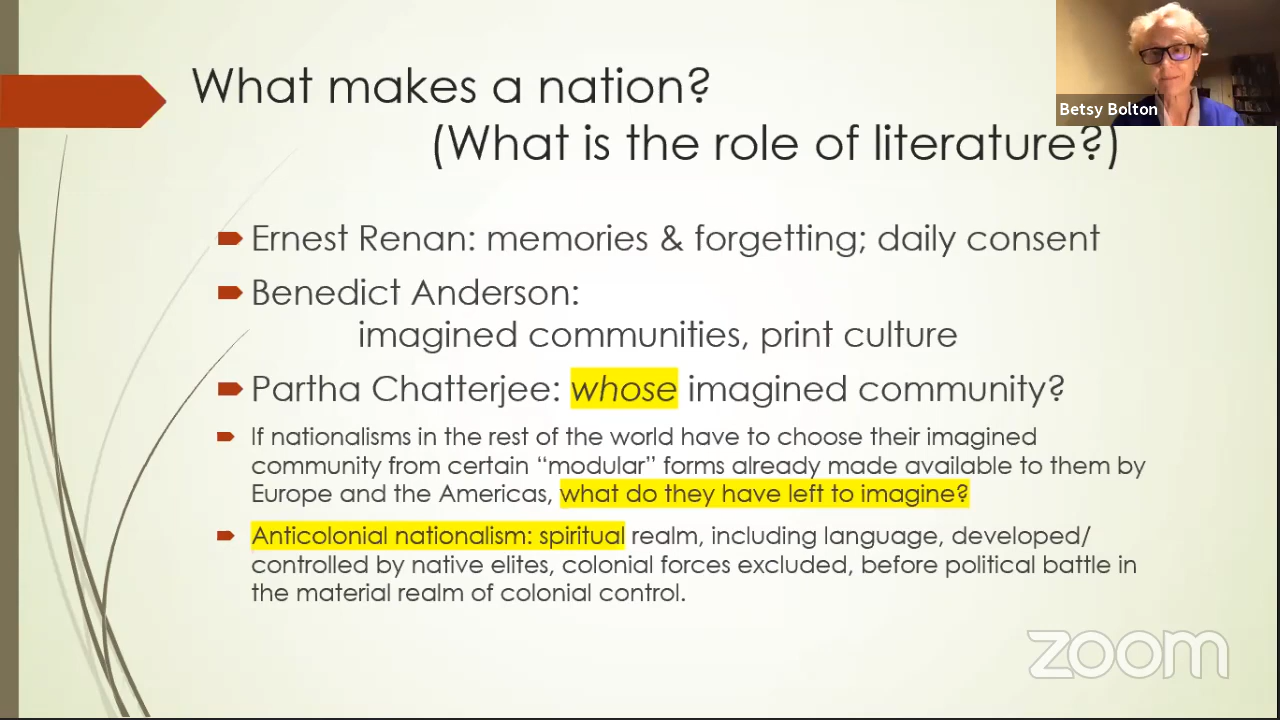 What makes a nation?
Betsy Bolton
(What is the role of literature?)
Ernest Renan: memories & forgetting; daily consent
Benedict Anderson:
imagined communities, print culture
Partha Chatterjee: whose imagined community?
If nationalisms in the rest of the world have to choose their imagined
community from certain “modular” forms already made available to them by
Europe and the Americas, what do they have left to imagine?
Anticolonial nationalism: spiritual realm, including language, developed/
controlled by native elites, colonial forces excluded, before political battle in
the material realm of colonial control.
zoom